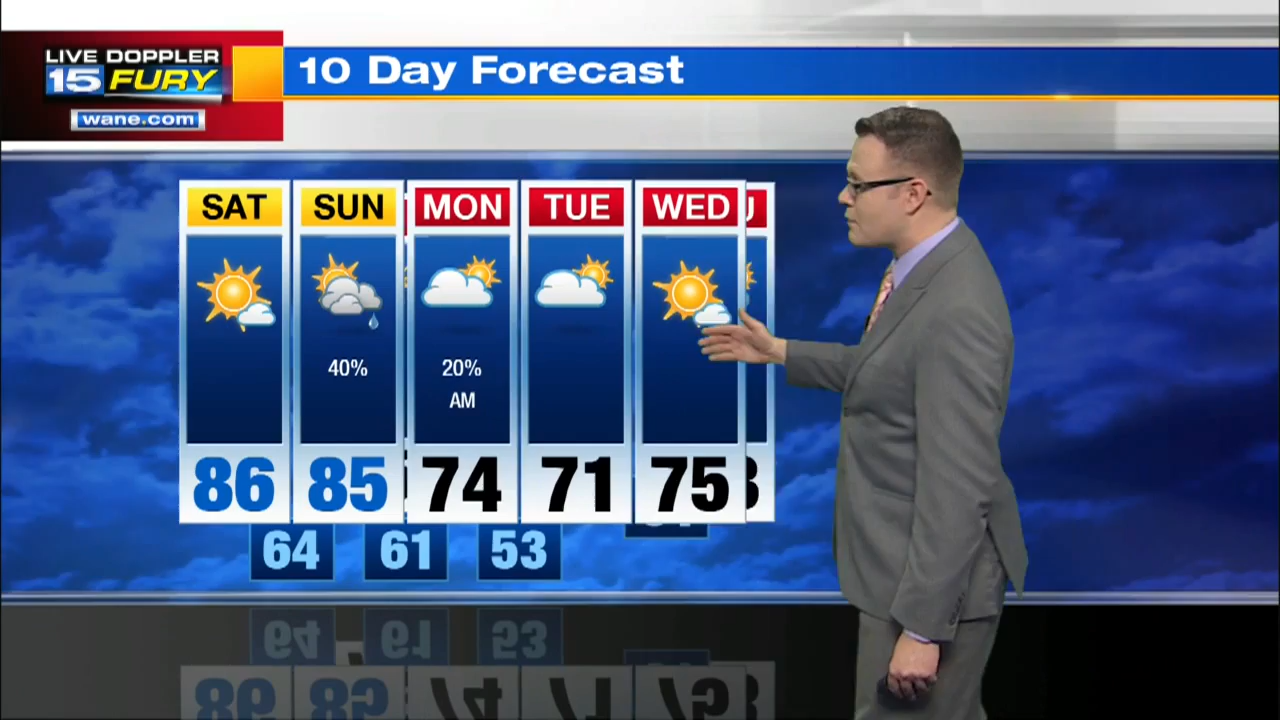 LIVE DOPPLER
15 FURY
wane.com
10 Day Forecast
SAT SUN MON TUE WED
40% 20%
AM
86 85 74 71 75
64 61 53